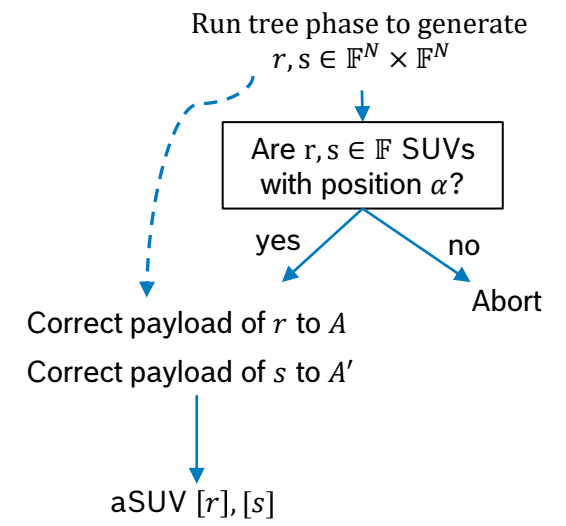 Run tree phase to generate
𝑟, s ∈ 𝔽^𝑁 × 𝔽^𝑁
Are r, s ∈ 𝔽 SUVs
with position 𝛼?
yes
no
Abort
Correct payload of 𝑟 to 𝐴
Correct payload of 𝑠 to 𝐴′
aSUV [𝑟], [𝑠]